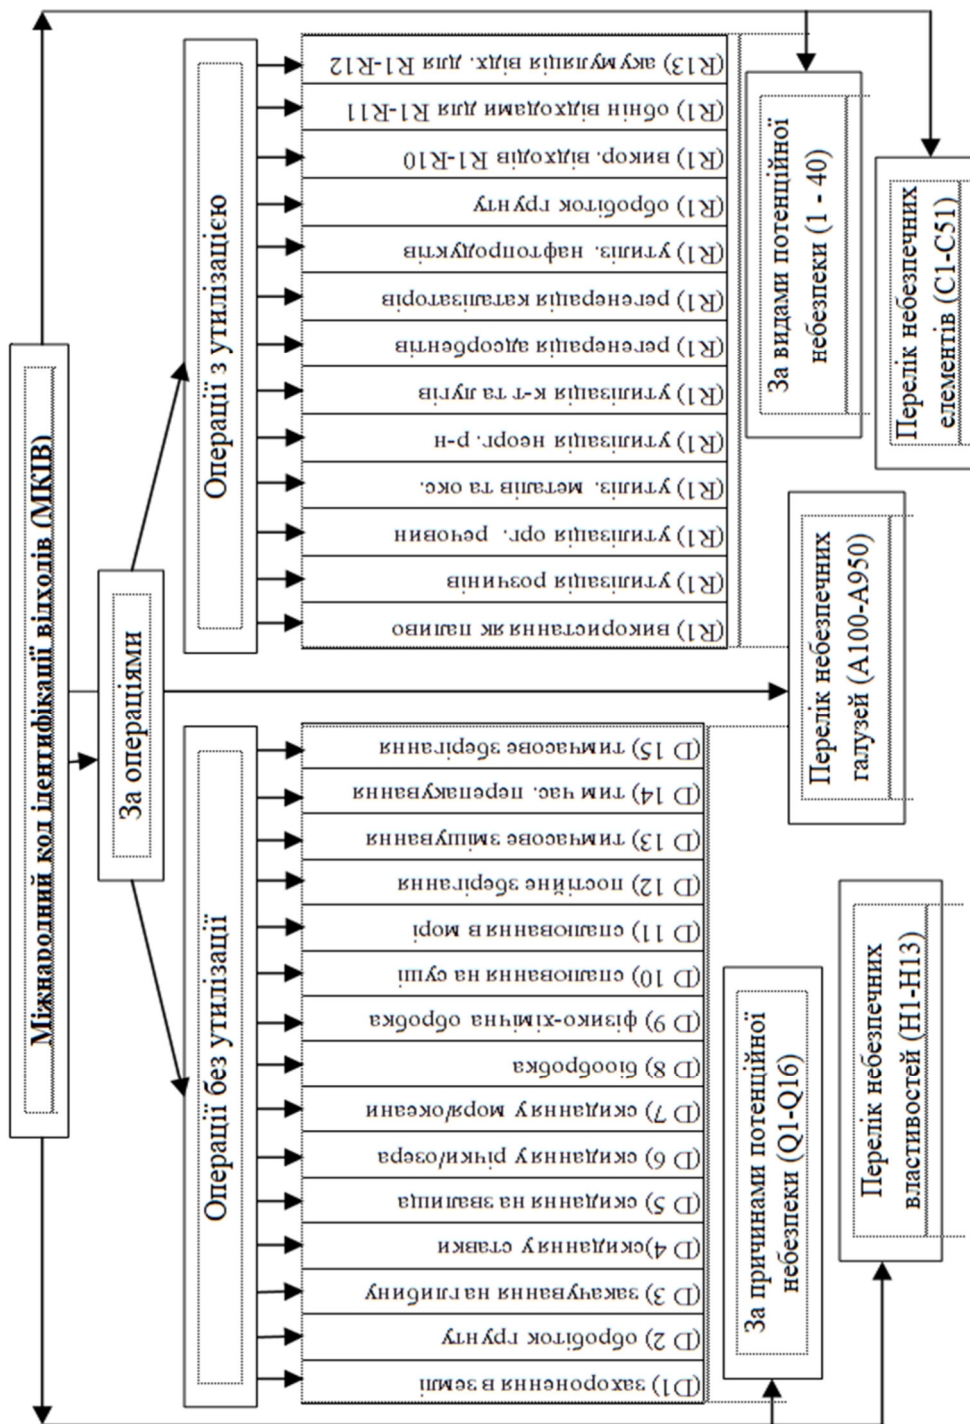 Міжнародний код ідентифікації відходів (МКІВ)
За операціями
Операції без утилізації
Операції з утилізацією
(D1) захоронення в землі
(D 2) обробіток грунту
(D 3) закачування на глибину
(D 4)скидання у ставки
(D 5) скидання на звалища
(D 6) скидання у річки/озера
(D 7) скидання у моря/океани
(D 8) біообробка
(D 9) фізико-хімічна обробка
(D 10) спалювання на суші
(D 11) спалювання в морі
(D 12) постійне зберігання
(D 13) тимчасове змішування
(D 14) тим час. перепакування
(D 15) тимчасове зберігання
(R1) використання як паливо
(R1) утилізація розчинів
(R1) утилізація орг. речовин
(R1) утиліз. металів та окс.
(R1) утилізація неорг. р-н
(R1) утилізація к-т та лугів
(R1) регенерація адсорбентів
(R1) регенерація каталізаторів
(R1) утиліз. нафтопродуктів
(R1) обробіток грунту
(R1) викор. відходів R1-R10
(R1) обнін відходами для R1-R11
(R13) акумуляція відх. для R1-R12
За причинами потенційної
небезпеки (Q1-Q16)
Перелік небезпечних
властивостей (H1-H13)
Перелік небезпечних
галузей (A100-A950)
За видами потенційної
небезпеки (1 - 40)
Перелік небезпечних
елементів (C1-C51)